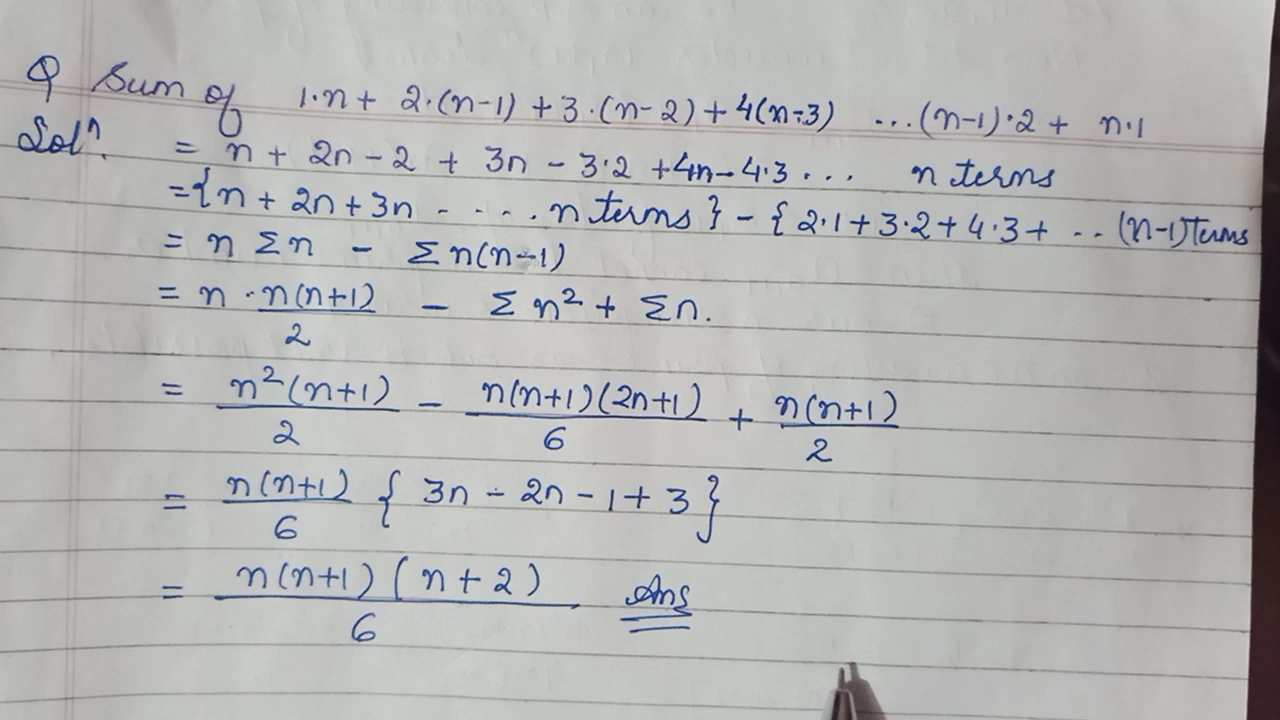 Q Sum of 1·n + 2·(n-1) + 3·(n-2) + 4(n-3) ...(n-1)·2 + n·1
Solⁿ. = n + 2n - 2 + 3n - 3·2 + 4n - 4·3 ... n terms
= {n + 2n + 3n - - . . . n terms } - { 2·1 + 3·2 + 4·3 + . .. (n-1) Terms
= n Σn - Σn(n-1)
= n · n(n+1)/2 - Σn² + Σn.
= n²(n+1)/2 - n(n+1)(2n+1)/6 + n(n+1)/2
= n(n+1)/6 { 3n - 2n - 1 + 3 }
= n(n+1)(n+2)/6 Ans